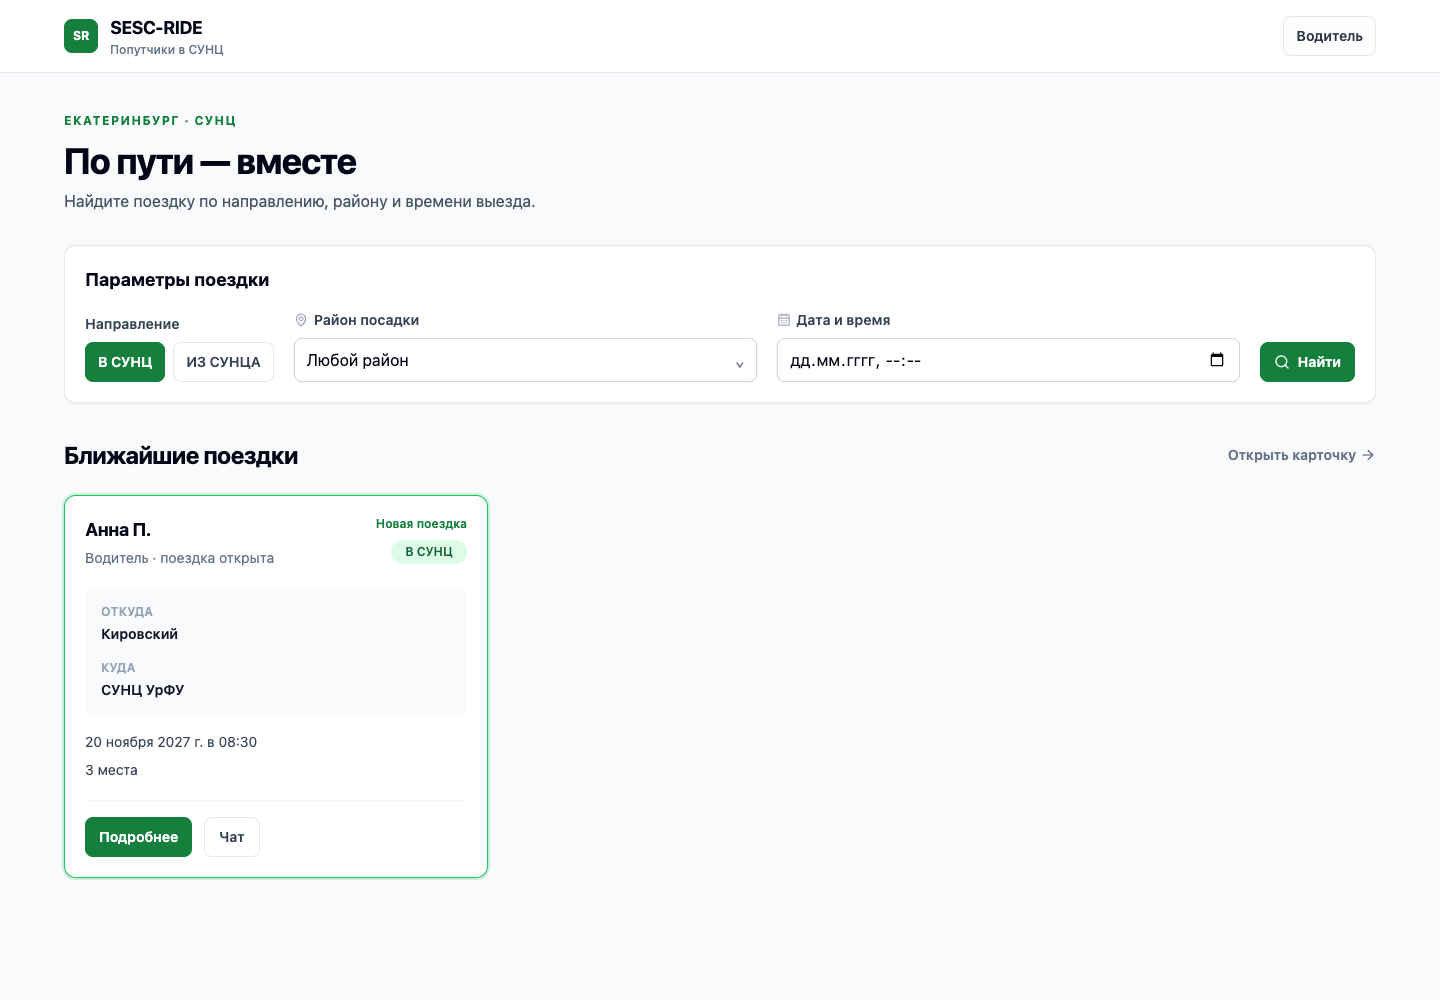 SR
SESC-RIDE
Попутчики в СУНЦ
Водитель
ЕКАТЕРИНБУРГ · СУНЦ
По пути — вместе
Найдите поездку по направлению, району и времени выезда.
Параметры поездки
Направление
Район посадки
Дата и время
В СУНЦ
ИЗ СУНЦА
Любой район
дд.мм.гггг, --:--
Найти
Ближайшие поездки
Открыть карточку →
Анна П.
Новая поездка
Водитель · поездка открыта
В СУНЦ
ОТКУДА
Кировский
КУДА
СУНЦ УрФУ
20 ноября 2027 г. в 08:30
3 места
Подробнее
Чат